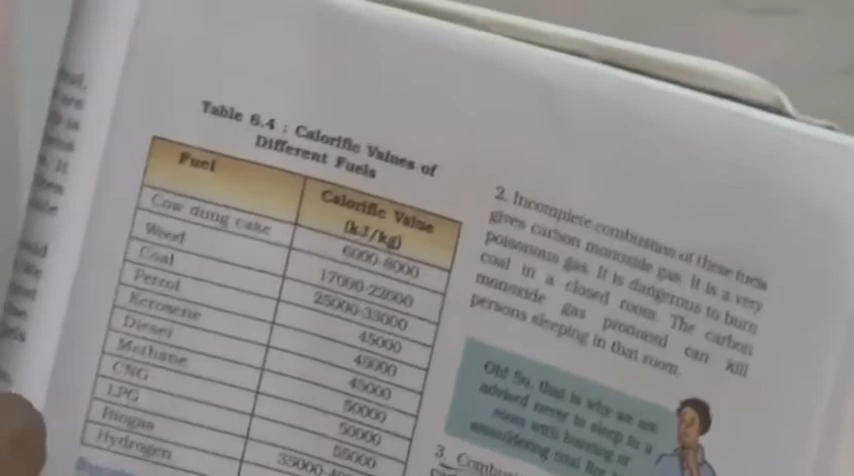 Table 6.4 : Calorific Values of
Different Fuels
Fuel
Calorific Value
(kJ/kg)
Cow dung cake
6000-8000
Wood
17000-22000
Coal
25000-33000
Petrol
45000
Kerosene
45000
Diesel
45000
Methane
50000
CNG
50000
LPG
55000
Biogas
35000-
Hydrogen
2. Incomplete combustion of these fuels
gives carbon monoxide gas. It is a very
poisonous gas. It is dangerous to burn
coal in a closed room. The carbon
monoxide gas produced can kill
persons sleeping in that room.
Oh! So, that is why we are
advised never to sleep in a
room with burning or
smouldering coal fire
3.